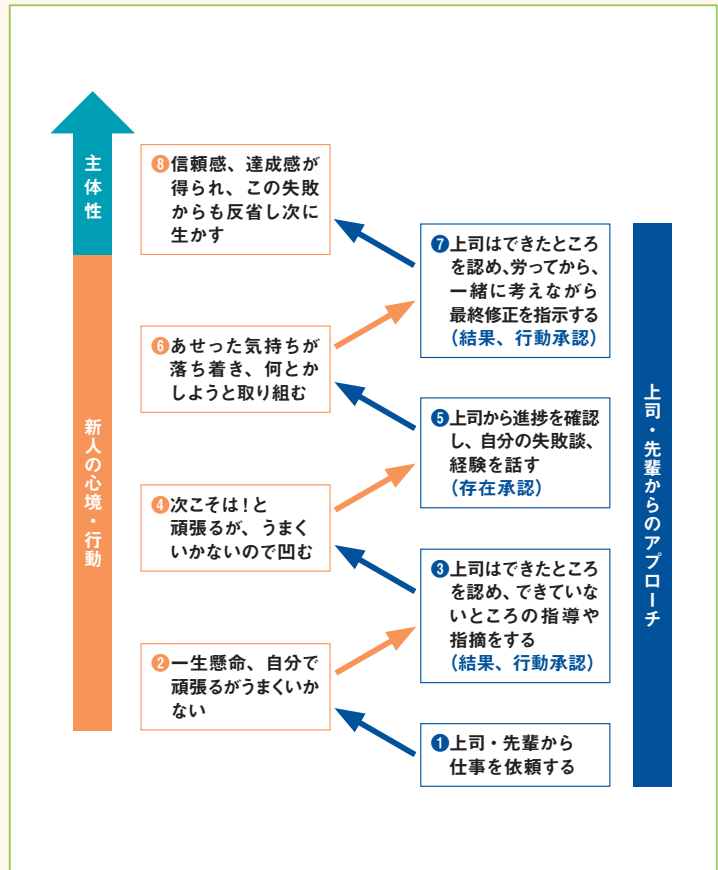 主体性
新人の心境・行動
❽信頼感、達成感が
得られ、この失敗
からも反省し次に
生かす
❼上司はできたところ
を認め、労ってから、
一緒に考えながら
最終修正を指示する
（結果、行動承認）
❻あせった気持ちが
落ち着き、何とか
しようと取り組む
❺上司から進捗を確認
し、自分の失敗談、
経験を話す
（存在承認）
❹次こそは！と
頑張るが、うまく
いかないので凹む
❸上司はできたところ
を認め、できていな
いところの指導や
指摘をする
（結果、行動承認）
❷一生懸命、自分で
頑張るがうまくいか
ない
❶上司・先輩から
仕事を依頼する
上司・先輩からのアプローチ